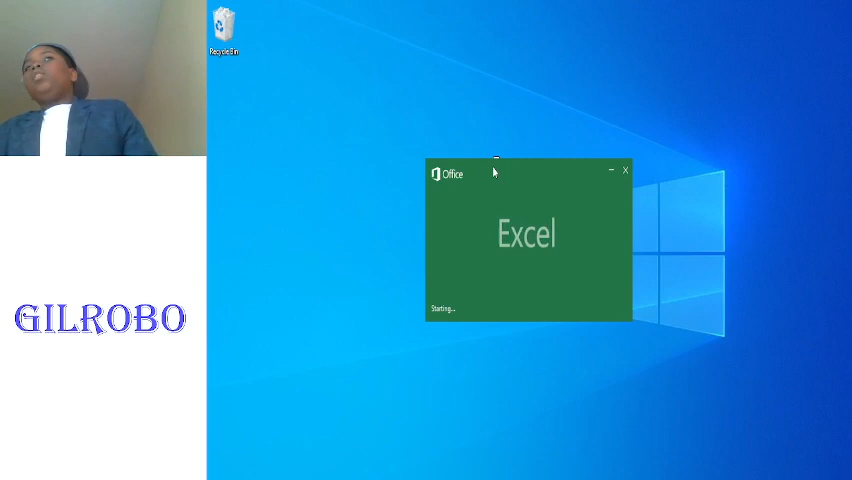 Recycle Bin
Office
X
Excel
Starting...
GILROBO